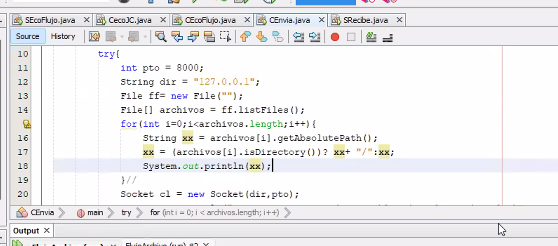 SEcoFlujo.java CecoJC.java CEcoFlujo.java CEnvia.java SRecibe.java
Source History
10 try{
11 int pto = 8000;
12 String dir = "127.0.0.1";
13 File ff= new File("");
14 File[] archivos = ff.listFiles();
for(int i=0;i<archivos.length;i++){
16 String xx = archivos[i].getAbsolutePath();
17 xx = (archivos[i].isDirectory())? xx+ "/":xx;
18 System.out.println(xx);
19 }//
20 Socket cl = new Socket(dir,pto);
CEnvia main try for (int i = 0; i < archivos.length; i++)
Output